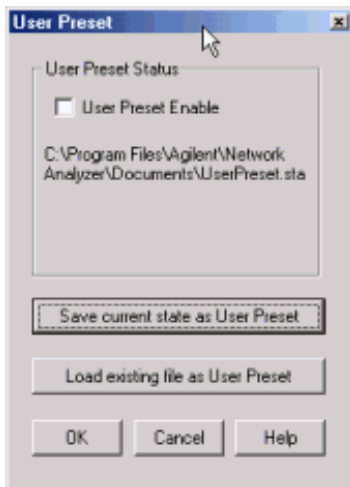 User Preset
User Preset Status
User Preset Enable
C:\Program Files\Agilent\Network
Analyzer\Documents\UserPreset.sta
Save current state as User Preset
Load existing file as User Preset
OK
Cancel
Help